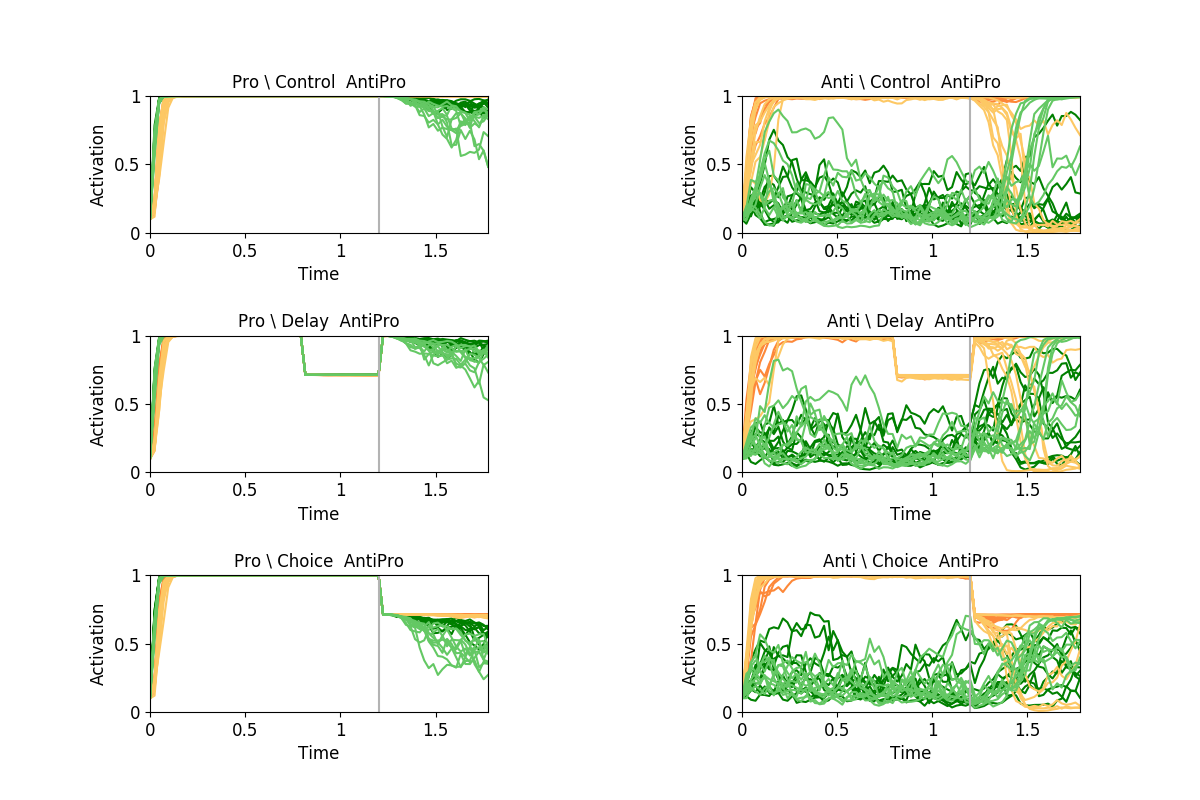 Pro \ Control  AntiPro
1
0.5
0
Activation
0
0.5
1
1.5
Time
Anti \ Control  AntiPro
1
0.5
0
Activation
0
0.5
1
1.5
Time
Pro \ Delay  AntiPro
1
0.5
0
Activation
0
0.5
1
1.5
Time
Anti \ Delay  AntiPro
1
0.5
0
Activation
0
0.5
1
1.5
Time
Pro \ Choice  AntiPro
1
0.5
0
Activation
0
0.5
1
1.5
Time
Anti \ Choice  AntiPro
1
0.5
0
Activation
0
0.5
1
1.5
Time